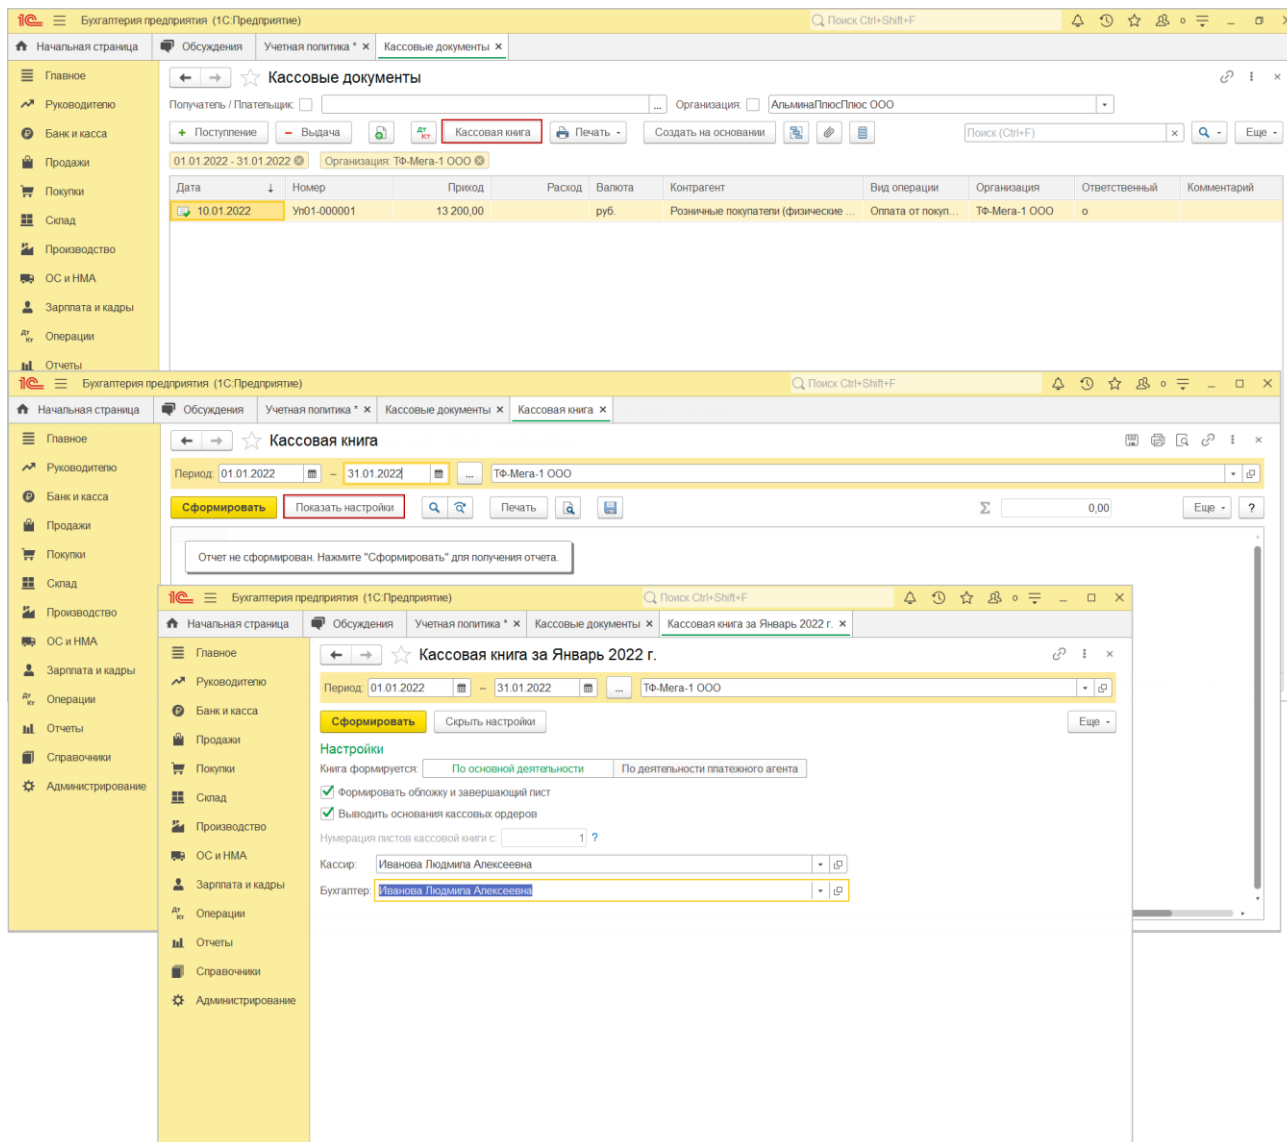 Бухгалтерия предприятия (1С:Предприятие) Поиск Ctrl+Shift+F
Начальная страница Обсуждения Учетная политика * × Кассовые документы ×
Главное
Кассовые документы
Руководителю
Получатель / Плательщик: ... Организация: АльминаПлюсПлюс ООО
Банк и касса
+ Поступление – Выдача Дт Кт Кассовая книга Печать Создать на основании Поиск (Ctrl+F) × Еще
Продажи
01.01.2022 - 31.01.2022 Организация: ТФ-Мега-1 ООО
Покупки
Дата ↓ Номер Приход Расход Валюта Контрагент Вид операции Организация Ответственный Комментарий
Склад
10.01.2022 Уп01-000001 13 200,00 руб. Розничные покупатели (физические ... Оплата от покуп... ТФ-Мега-1 ООО о
Производство
ОС и НМА
Зарплата и кадры
Дт Кт Операции
Отчеты
Бухгалтерия предприятия (1С:Предприятие) Поиск Ctrl+Shift+F
Начальная страница Обсуждения Учетная политика * × Кассовые документы × Кассовая книга ×
Главное
Кассовая книга
Руководителю
Период: 01.01.2022 – 31.01.2022 ... ТФ-Мега-1 ООО
Банк и касса
Сформировать Показать настройки Печать Σ 0,00 Еще ?
Продажи
Покупки
Отчет не сформирован. Нажмите "Сформировать" для получения отчета.
Склад
Производство
ОС и НМА
Зарплата и кадры
Дт Кт Операции
Отчеты
Справочники
Администрирование
Бухгалтерия предприятия (1С:Предприятие) Поиск Ctrl+Shift+F
Начальная страница Обсуждения Учетная политика * × Кассовые документы × Кассовая книга за Январь 2022 г. ×
Главное
Кассовая книга за Январь 2022 г.
Руководителю
Период: 01.01.2022 – 31.01.2022 ... ТФ-Мега-1 ООО
Банк и касса
Сформировать Скрыть настройки Еще
Продажи
Настройки
Покупки
Книга формируется: По основной деятельности По деятельности платежного агента
Склад
Формировать обложку и завершающий лист
Выводить основания кассовых ордеров
Производство
Нумерация листов кассовой книги с: 1 ?
ОС и НМА
Кассир: Иванова Людмила Алексеевна
Зарплата и кадры
Бухгалтер: Иванова Людмила Алексеевна
Дт Кт Операции
Отчеты
Справочники
Администрирование